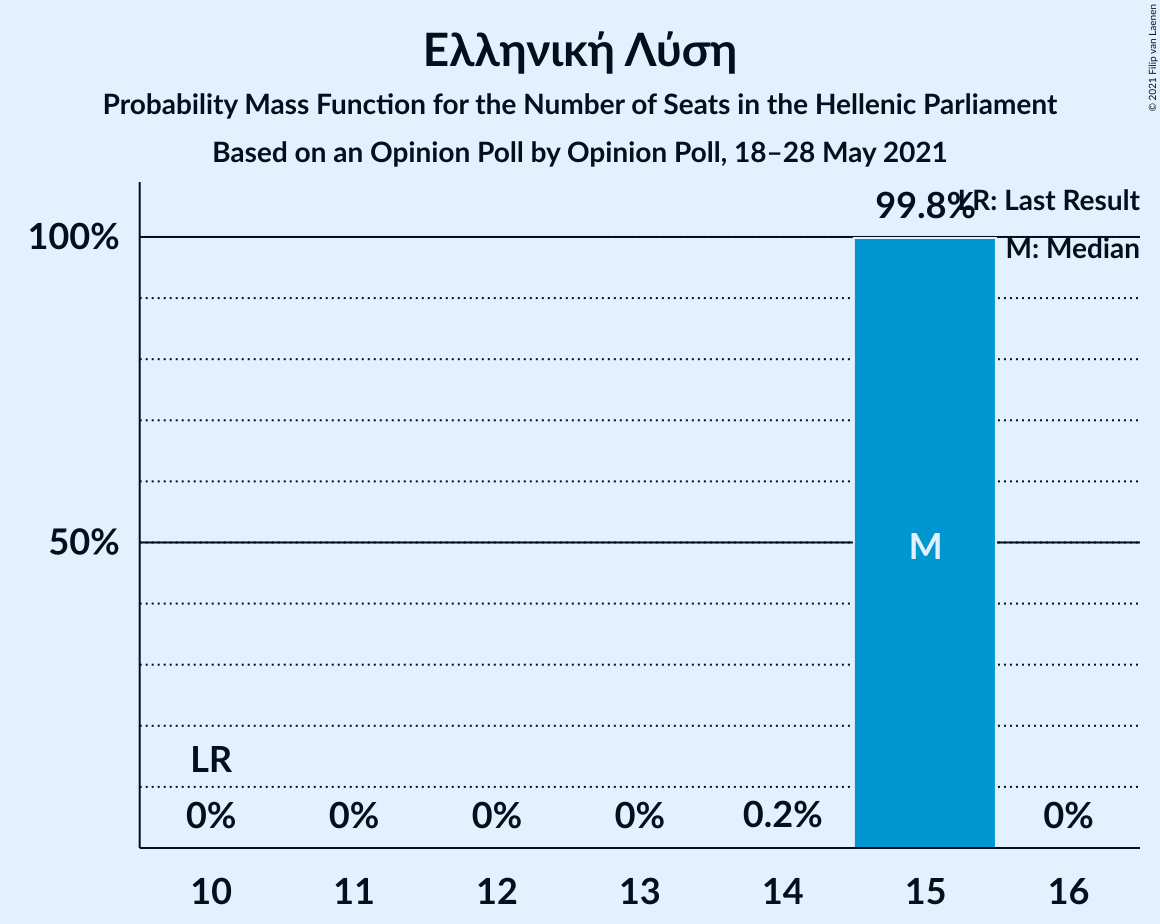 Ελληνική Λύση
Probability Mass Function for the Number of Seats in the Hellenic Parliament
Based on an Opinion Poll by Opinion Poll, 18–28 May 2021
© 2021 Filip van Laenen
99.8%
LR: Last Result
M: Median
100%
50%
M
LR
0% 0% 0% 0% 0.2% 0%
10 11 12 13 14 15 16